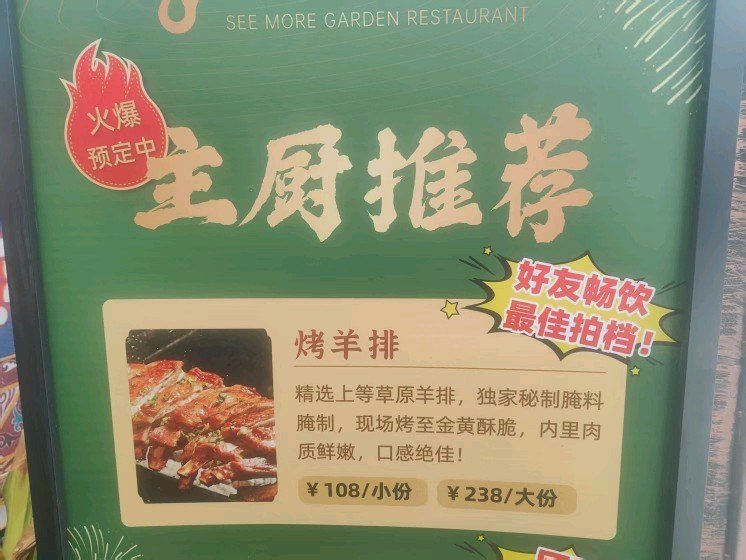 SEE MORE GARDEN RESTAURANT
火爆
预定中
主厨推荐
好友畅饮
最佳拍档！
烤羊排
精选上等草原羊排，独家秘制腌料
腌制，现场烤至金黄酥脆，内里肉
质鲜嫩，口感绝佳！
￥108/小份
￥238/大份